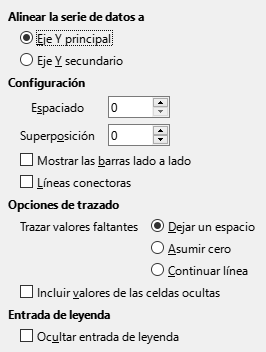 Alinear la serie de datos a
Eje Y principal
Eje Y secundario
Configuración
Espaciado 0
Superposición 0
Mostrar las barras lado a lado
Líneas conectoras
Opciones de trazado
Trazar valores faltantes Dejar un espacio
Asumir cero
Continuar línea
Incluir valores de las celdas ocultas
Entrada de leyenda
Ocultar entrada de leyenda